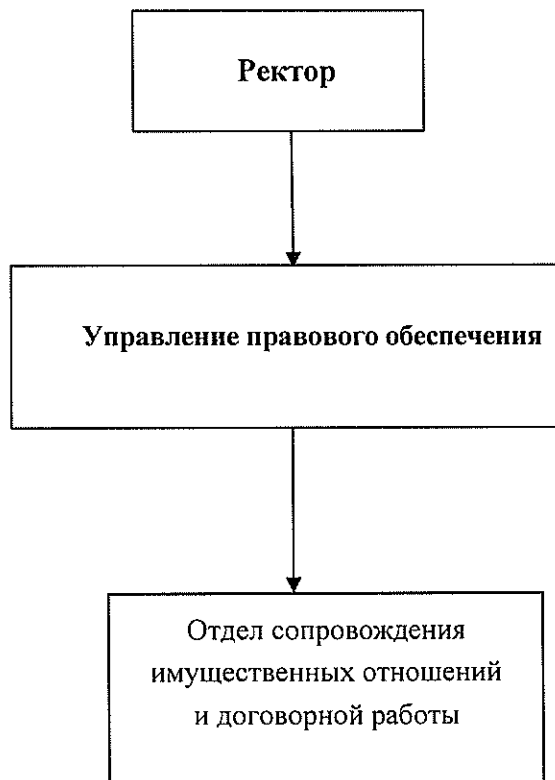 Ректор
Управление правового обеспечения
Отдел сопровождения
имущественных отношений
и договорной работы